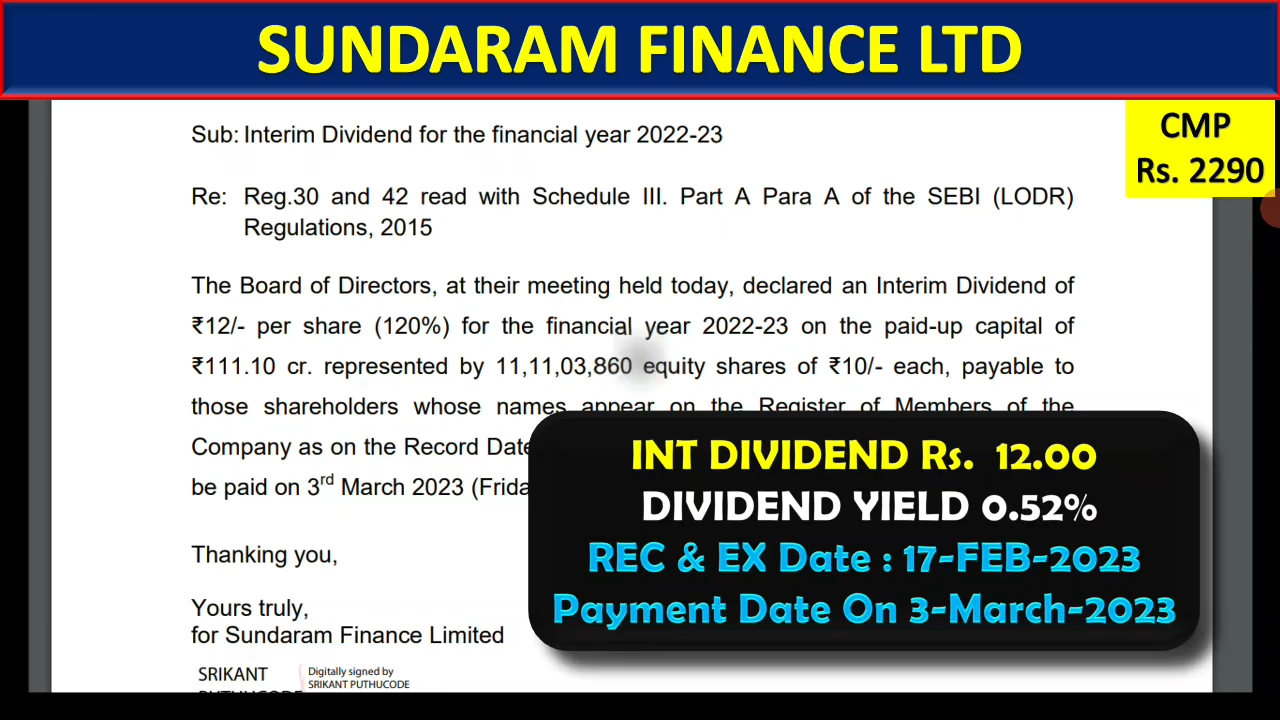 SUNDARAM FINANCE LTD
CMP
Rs. 2290
Sub: Interim Dividend for the financial year 2022-23
Re: Reg.30 and 42 read with Schedule III. Part A Para A of the SEBI (LODR)
Regulations, 2015
The Board of Directors, at their meeting held today, declared an Interim Dividend of
₹12/- per share (120%) for the financial year 2022-23 on the paid-up capital of
₹111.10 cr. represented by 11,11,03,860 equity shares of ₹10/- each, payable to
those shareholders whose names appear on the Register of Members of the
Company as on the Record Date
be paid on 3rd March 2023 (Frida
INT DIVIDEND Rs. 12.00
DIVIDEND YIELD 0.52%
REC & EX Date : 17-FEB-2023
Payment Date On 3-March-2023
Thanking you,
Yours truly,
for Sundaram Finance Limited
SRIKANT
PUTHUCODE
Digitally signed by
SRIKANT PUTHUCODE